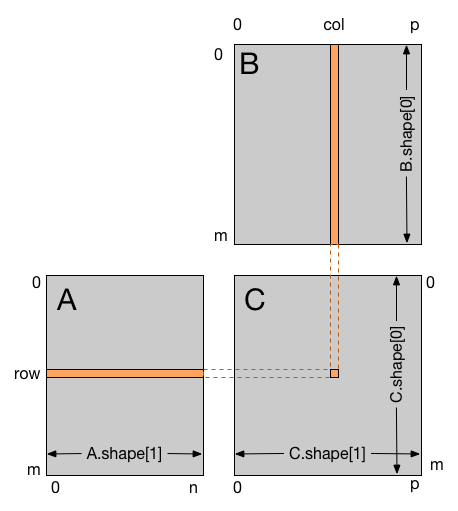 0 col p
0
B
B.shape[0]
m
0
A
C
0
C.shape[0]
row
A.shape[1]
C.shape[1]
m
m
0 n
0 p